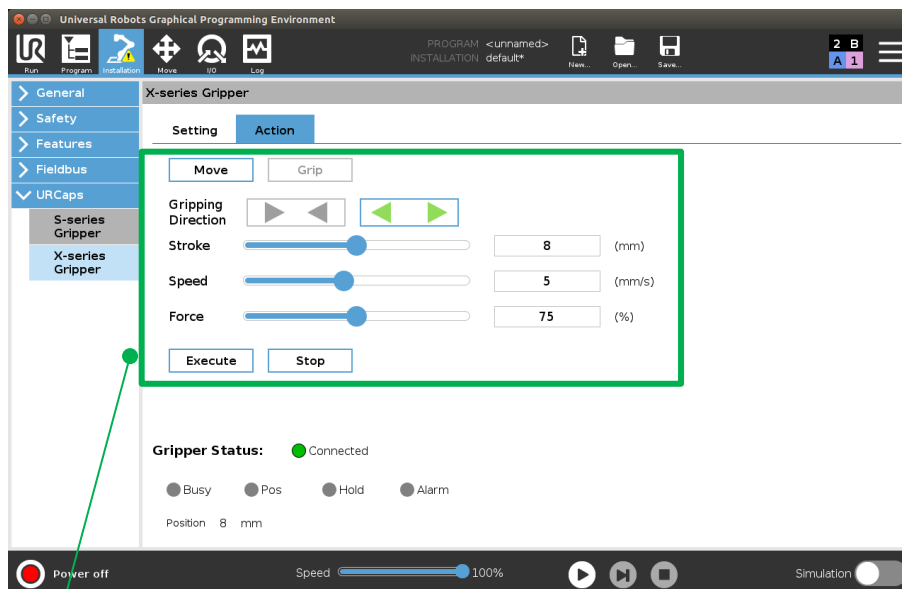 Universal Robots Graphical Programming Environment
UR
Run
Program
Installation
Move
I/O
Log
PROGRAM <unnamed>
INSTALLATION default*
New...
Open...
Save...
2 B
A 1
General
Safety
Features
Fieldbus
URCaps
S-series
Gripper
X-series
Gripper
X-series Gripper
Setting Action
Move Grip
Gripping
Direction
Stroke 8 (mm)
Speed 5 (mm/s)
Force 75 (%)
Execute Stop
Gripper Status: Connected
Busy Pos Hold Alarm
Position 8 mm
Power off
Speed 100%
Simulation